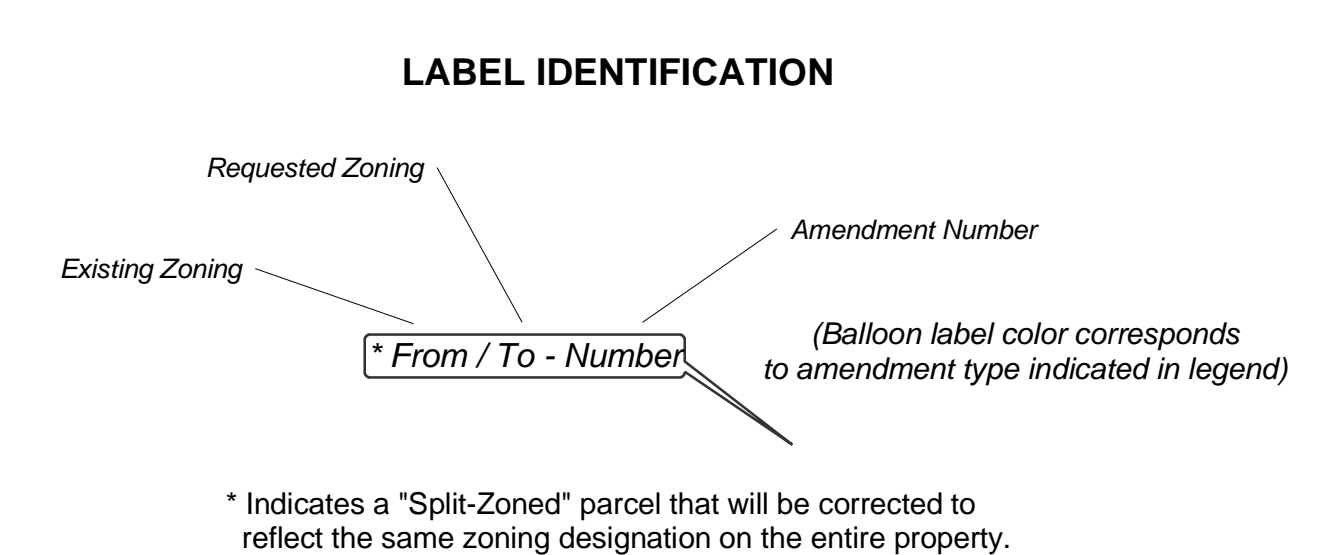 LABEL IDENTIFICATION
Requested Zoning
Amendment Number
Existing Zoning
* From / To - Number
(Balloon label color corresponds
to amendment type indicated in legend)
* Indicates a "Split-Zoned" parcel that will be corrected to
reflect the same zoning designation on the entire property.